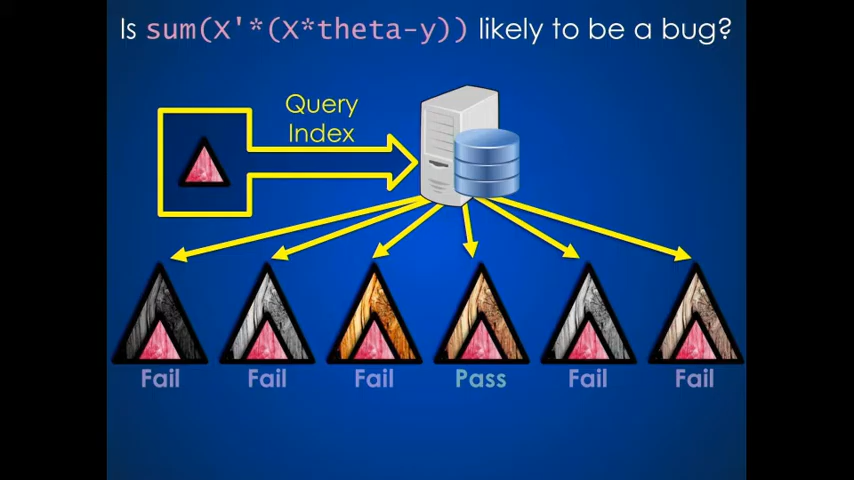 Is sum(X'*(X*theta-y)) likely to be a bug?
Query
Index
Fail Fail Fail Pass Fail Fail